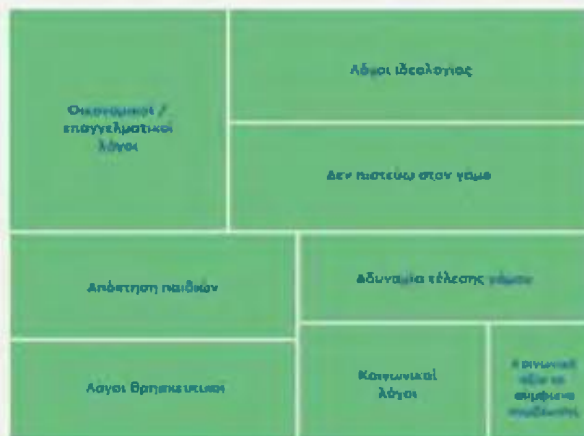 Λόγοι ιδεολογίας
Οικονομικοί /
επαγγελματικοί
λόγοι
Δεν πιστεύω στον γάμο
Απόκτηση παιδιών
Αδυναμία τέλεσης γάμου
Λόγοι θρησκευτικοί
Κοινωνικοί
λόγοι